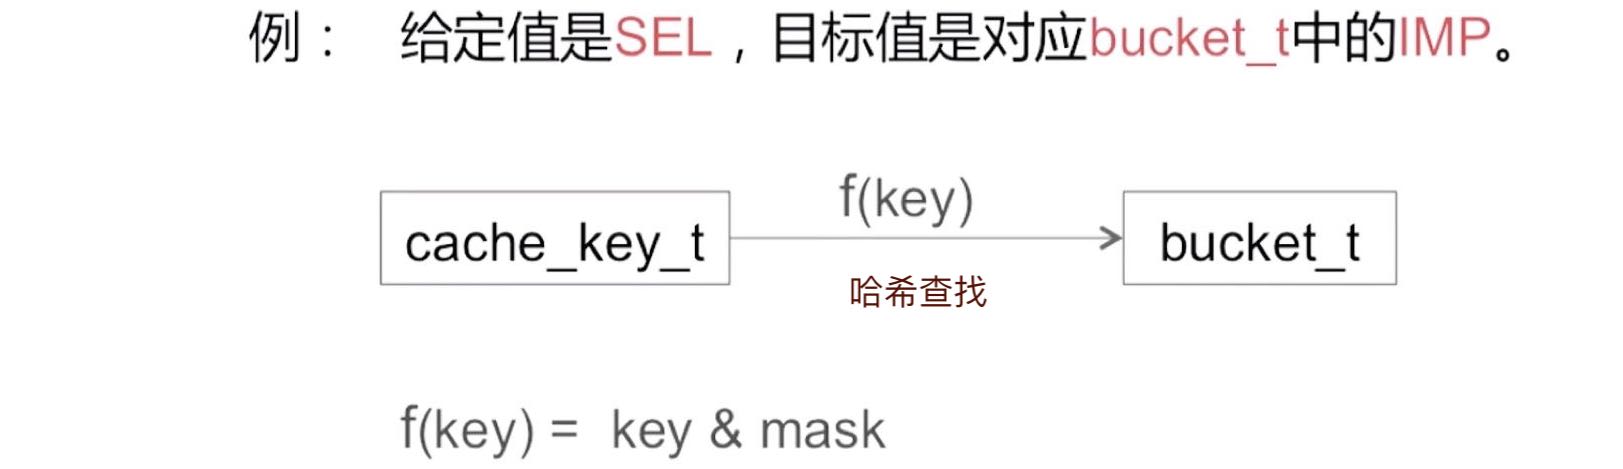 例： 给定值是SEL，目标值是对应bucket_t中的IMP。
f(key)
cache_key_t
bucket_t
哈希查找
f(key) = key & mask